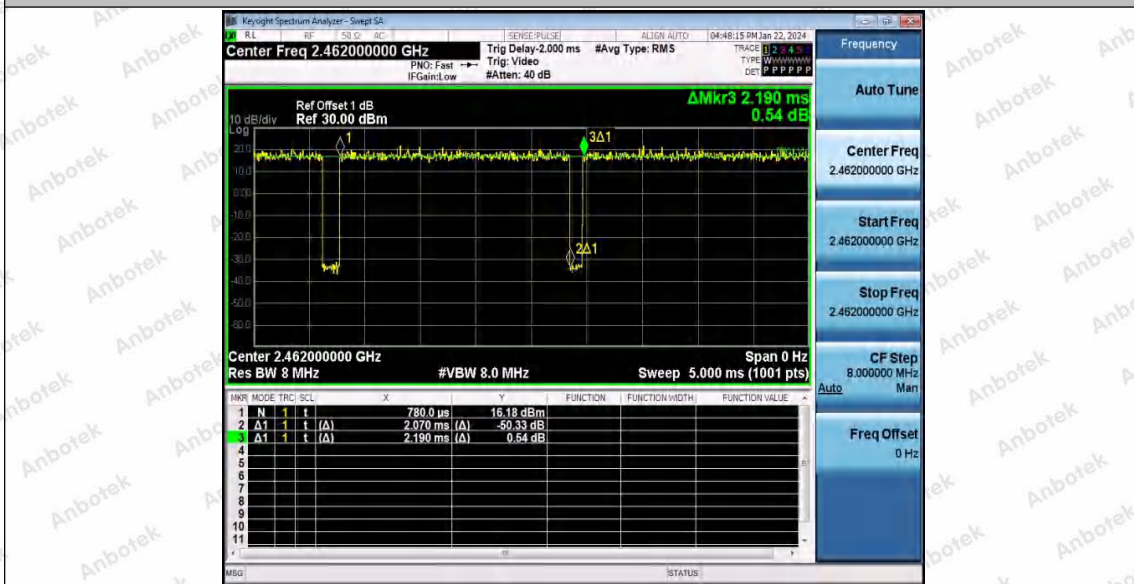 Keysight Spectrum Analyzer - Swept SA
RL RF 50 Ω AC SENSE:PULSE ALIGN AUTO 04:48:15 PM Jan 22, 2024
Center Freq 2.462000000 GHz
PNO: Fast
IFGain:Low
Trig Delay-2.000 ms
Trig: Video
#Atten: 40 dB
#Avg Type: RMS
TRACE 1 2 3 4 5 6
TYPE WWWWWW
DET P P P P P P
ΔMkr3 2.190 ms
0.54 dB
Ref Offset 1 dB
10 dB/div Ref 30.00 dBm
Log
20.0
10.0
0.00
-10.0
-20.0
-30.0
-40.0
-50.0
-60.0
1
3Δ1
2Δ1
Center 2.462000000 GHz Span 0 Hz
Res BW 8 MHz #VBW 8.0 MHz Sweep 5.000 ms (1001 pts)
MKR MODE TRC SCL X Y FUNCTION FUNCTION WIDTH FUNCTION VALUE
1 N 1 t 780.0 µs 16.18 dBm
2 Δ1 1 t (Δ) 2.070 ms (Δ) -50.33 dB
3 Δ1 1 t (Δ) 2.190 ms (Δ) 0.54 dB
4
5
6
7
8
9
10
11
MSG STATUS
Frequency
Auto Tune
Center Freq
2.462000000 GHz
Start Freq
2.462000000 GHz
Stop Freq
2.462000000 GHz
CF Step
8.000000 MHz
Auto Man
Freq Offset
0 Hz
Anbotek